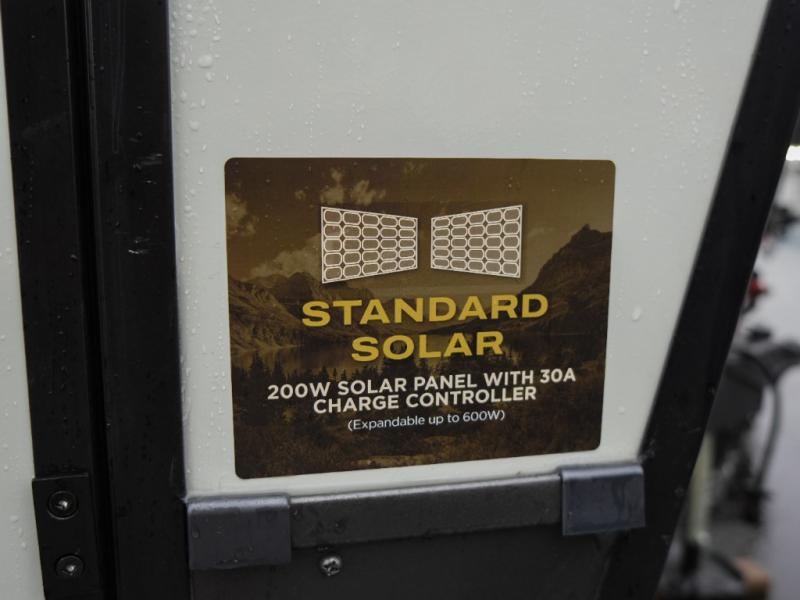 STANDARD
SOLAR
200W SOLAR PANEL WITH 30A
CHARGE CONTROLLER
(Expandable up to 600W)